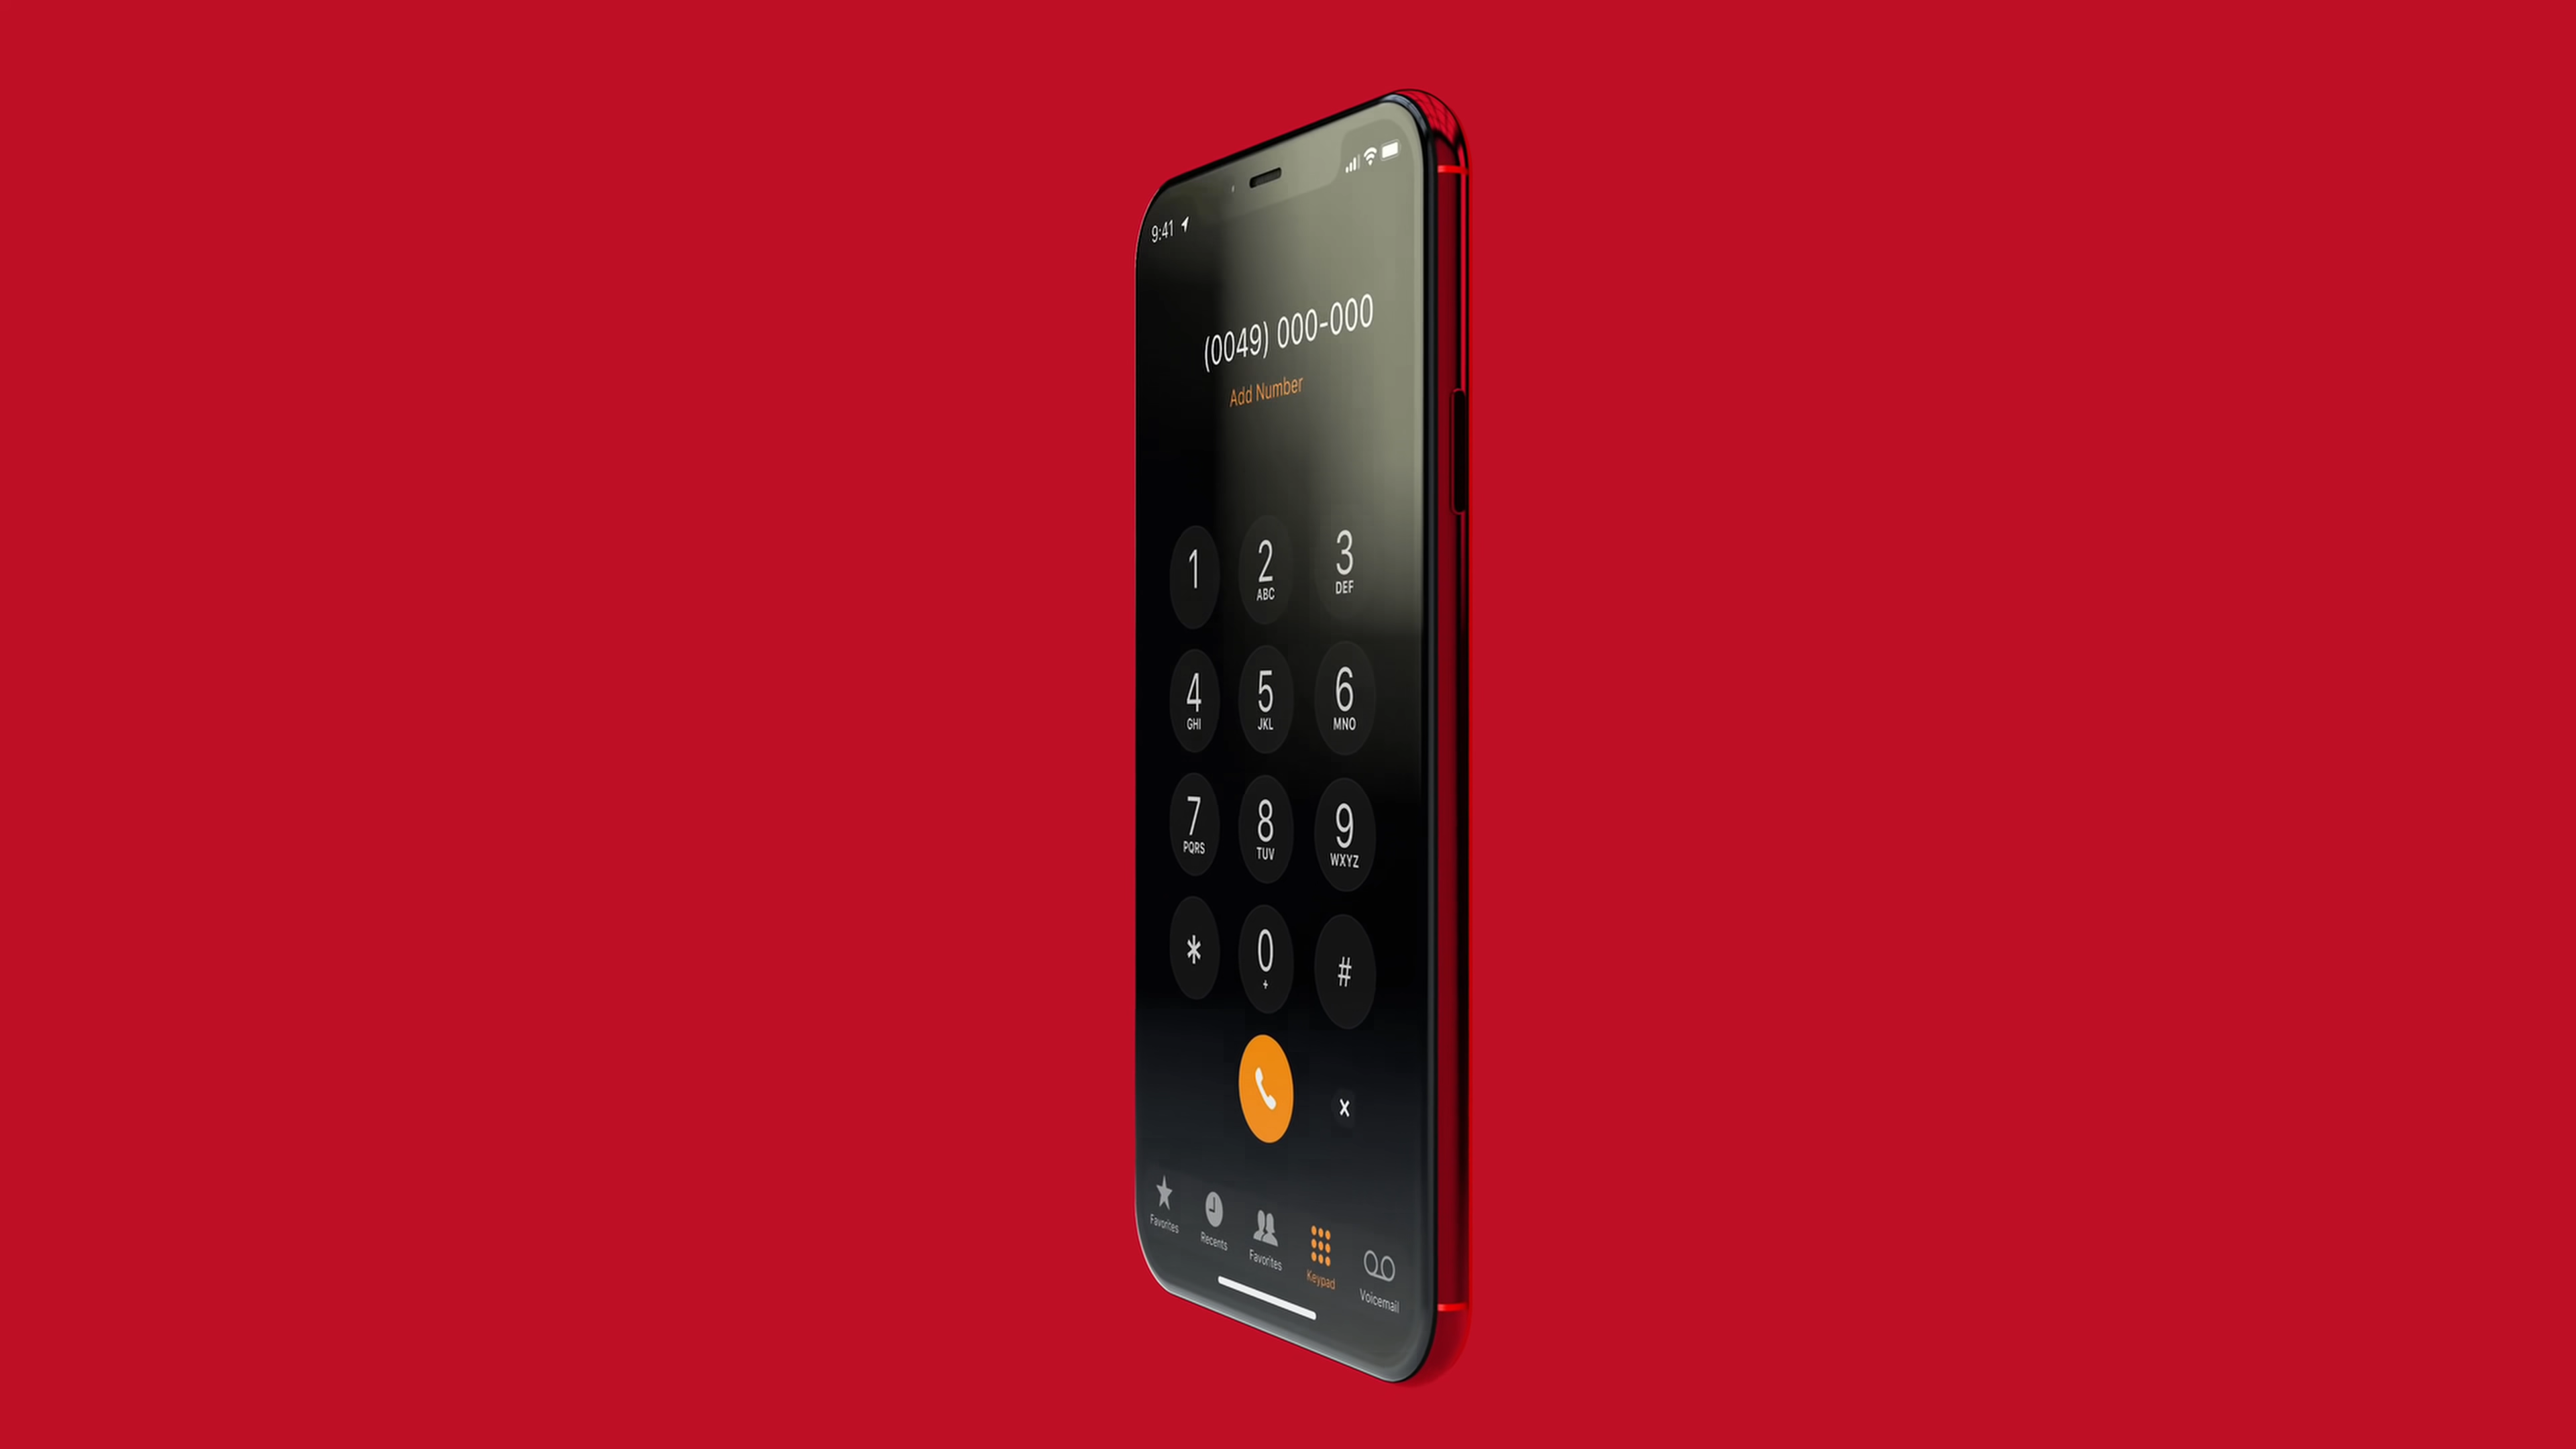 9:41
(0049) 000-000
Add Number
1 2 3
ABC DEF
4 5 6
GHI JKL MNO
7 8 9
PQRS TUV WXYZ
* 0 #
+
Favorites Recents Favorites Keypad Voicemail